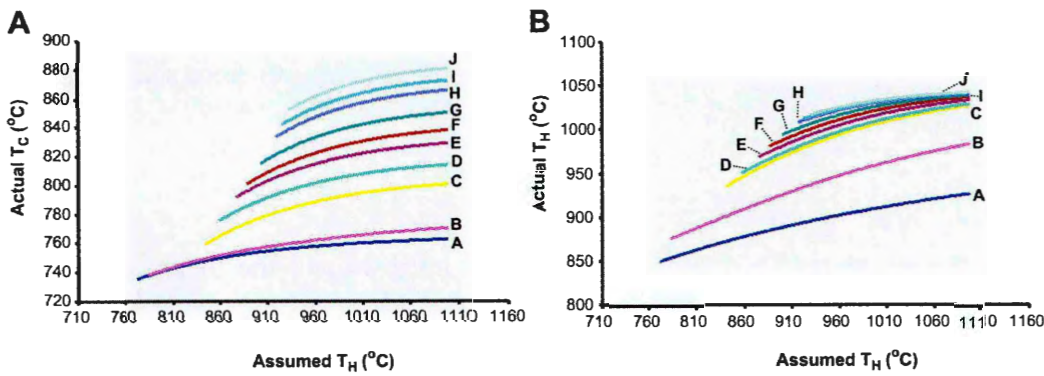 A
Actual T_C (°C)
900
880
860
840
820
800
780
760
740
720
J
I
H
G
F
E
D
C
B
A
710 760 810 860 910 960 1010 1060 1110 1160
Assumed T_H (°C)
B
Actual T_H (°C)
1100
1050
1000
950
900
850
800
H
G
F
E
D
J
I
C
B
A
710 760 810 860 910 960 1010 1060 111 1160
Assumed T_H (°C)